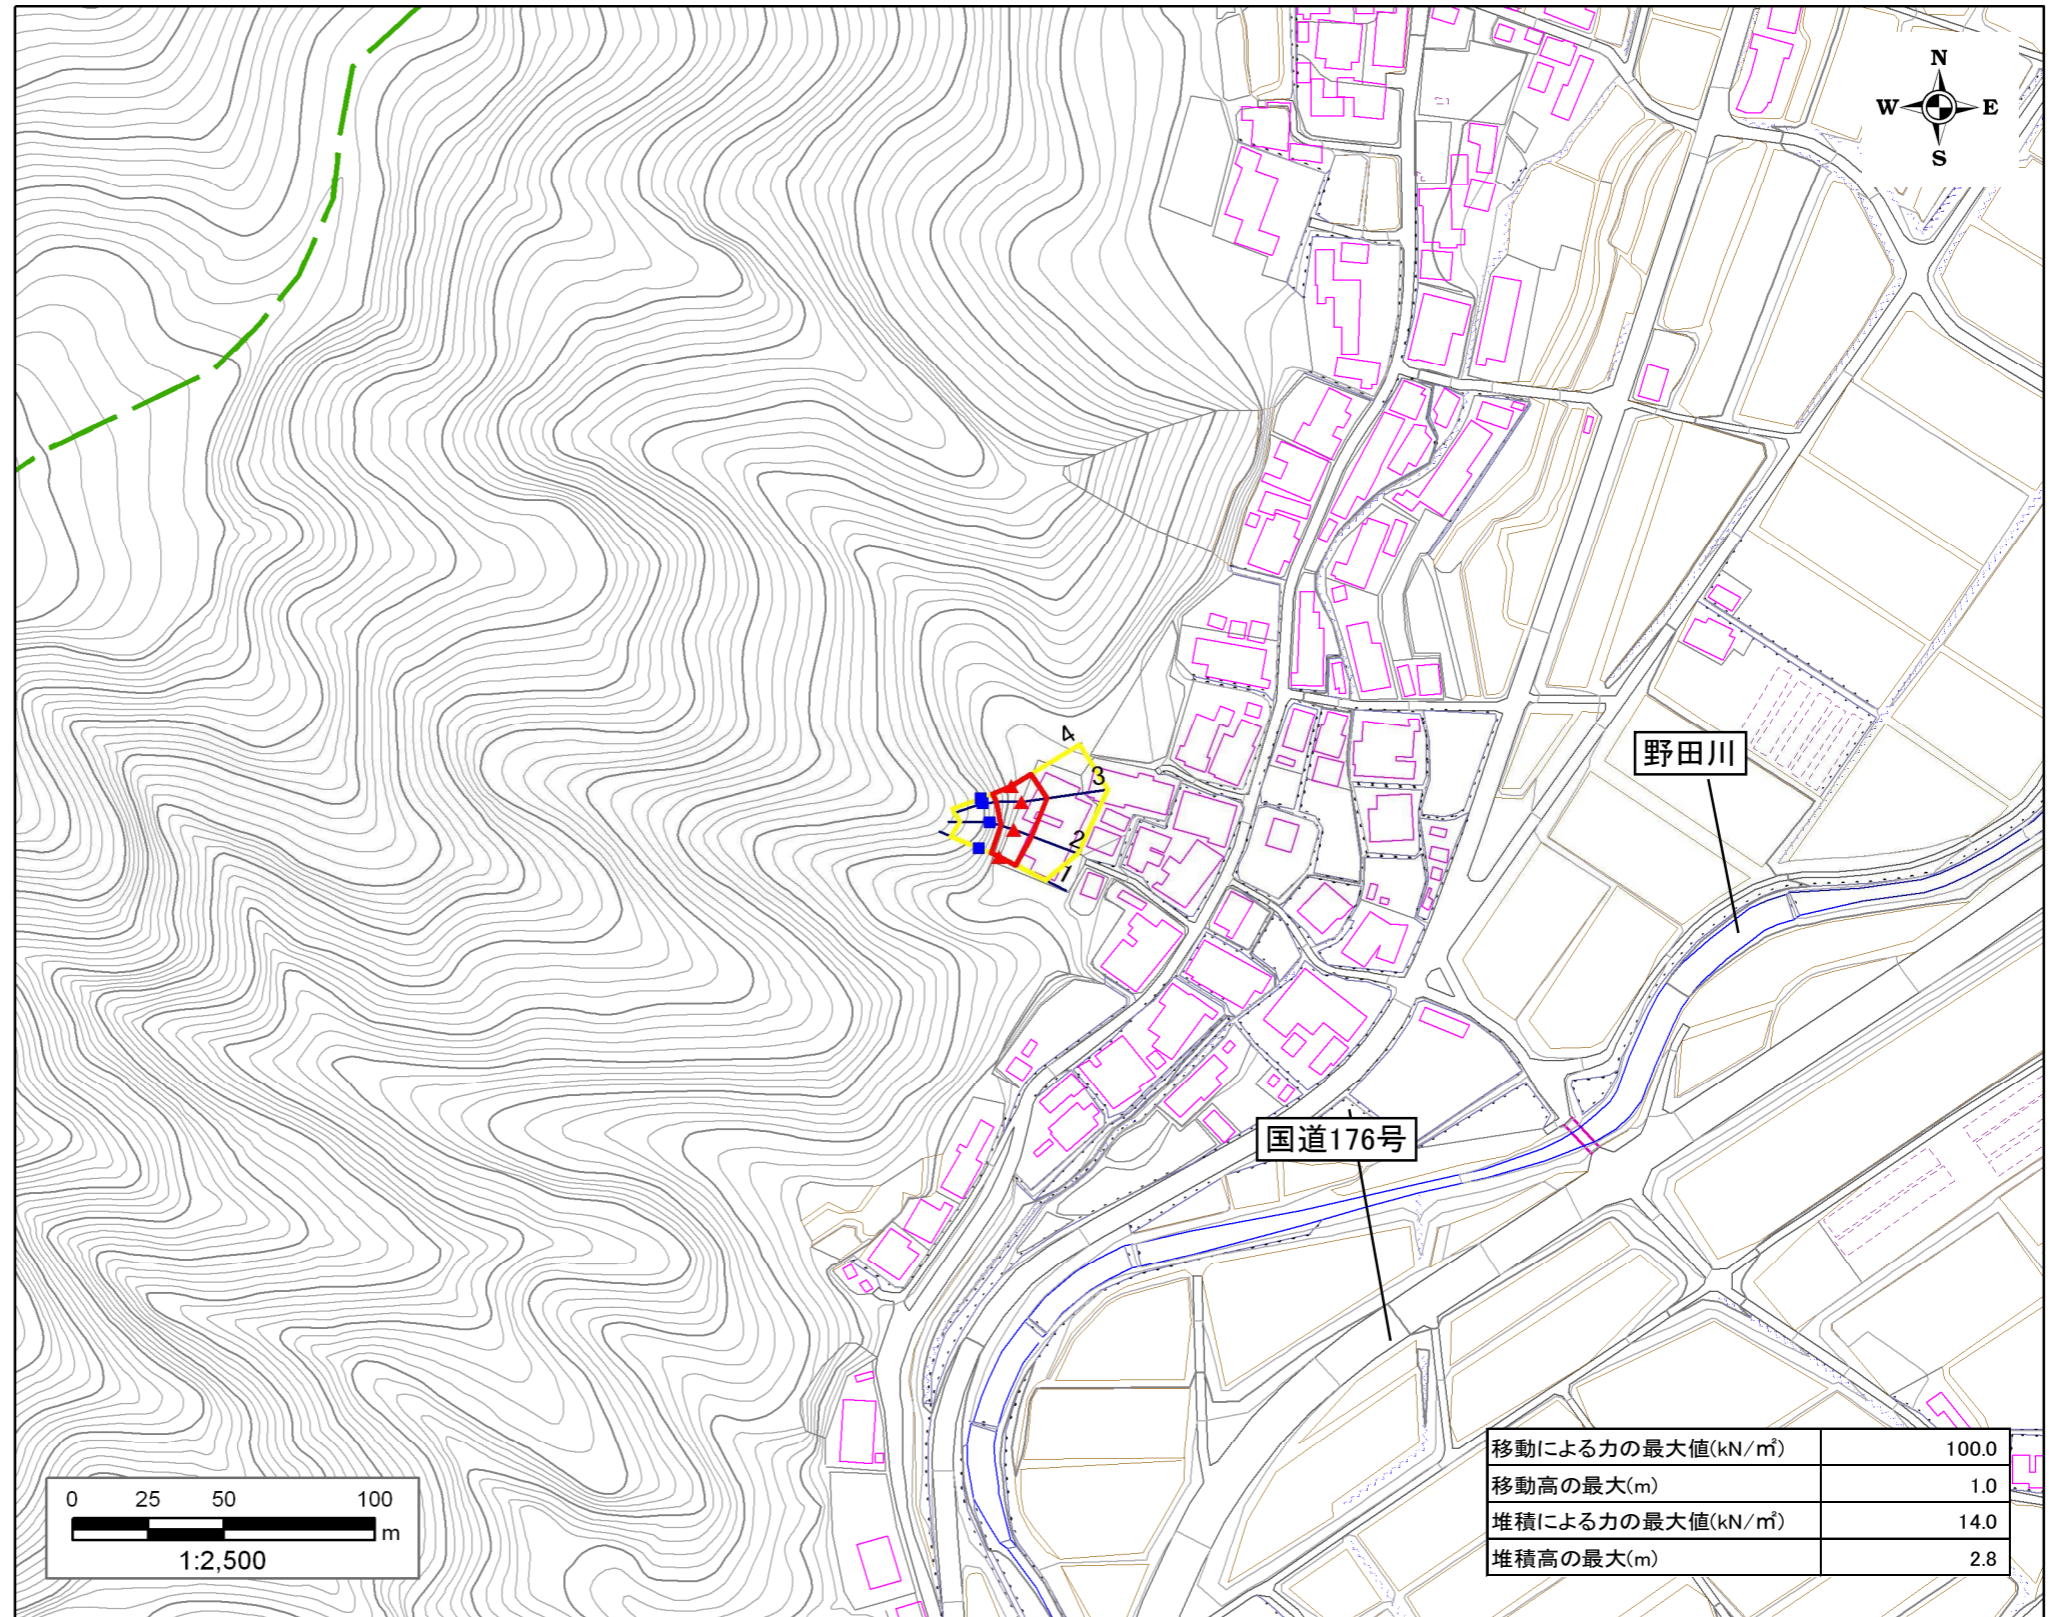 N
W E
S
4
3
2
1
野田川
国道176号
移動による力の最大値(kN/㎡) 100.0
移動高の最大(m) 1.0
堆積による力の最大値(kN/㎡) 14.0
堆積高の最大(m) 2.8
0 25 50 100
m
1:2,500